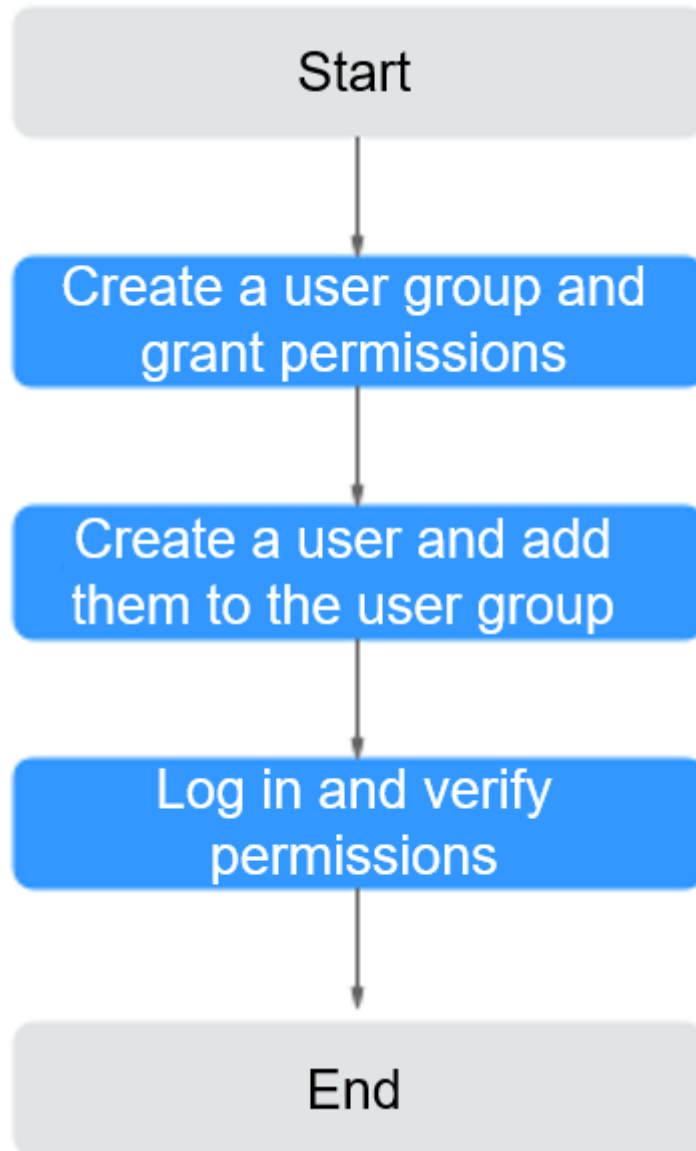 Start
Create a user group and
grant permissions
Create a user and add
them to the user group
Log in and verify
permissions
End